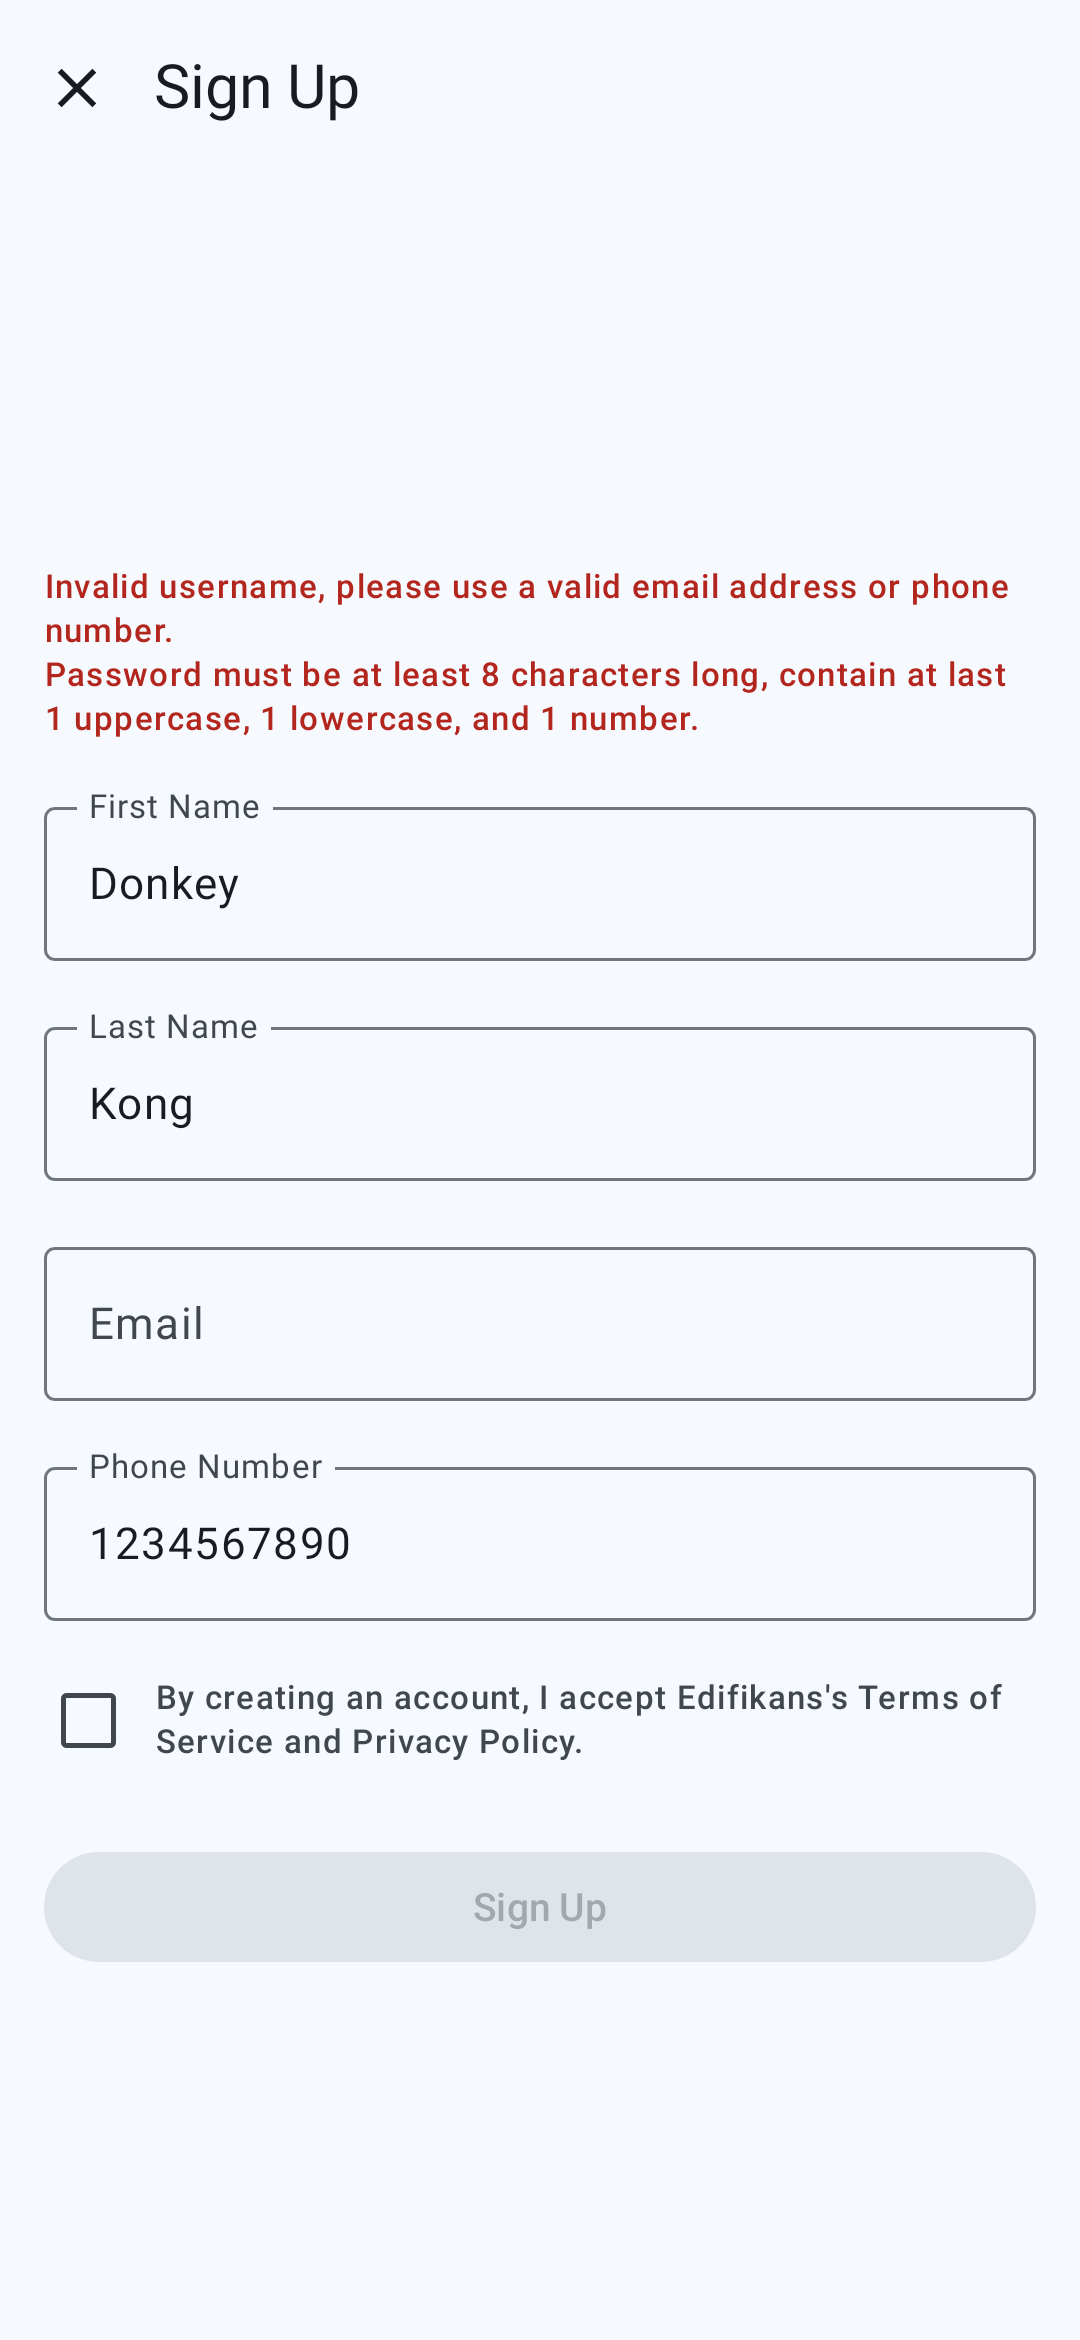 Sign Up
Invalid username, please use a valid email address or phone
number.
Password must be at least 8 characters long, contain at last
1 uppercase, 1 lowercase, and 1 number.
First Name
Donkey
Last Name
Kong
Email
Phone Number
1234567890
By creating an account, I accept Edifikans's Terms of
Service and Privacy Policy.
Sign Up